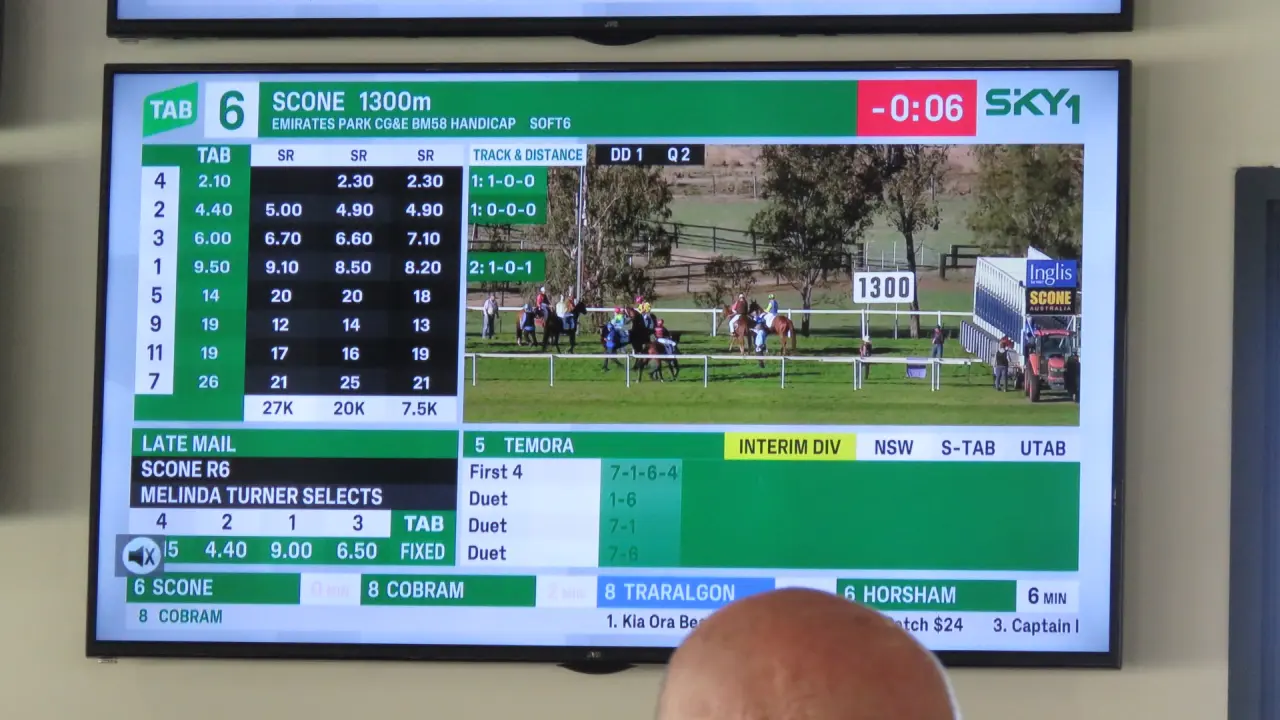 TAB 6 SCONE 1300m -0:06 SKY1
EMIRATES PARK CG&E BM58 HANDICAP SOFT6
TAB SR SR SR TRACK & DISTANCE DD 1 Q 2
4 2.10 2.30 2.30 1: 1-0-0
2 4.40 5.00 4.90 4.90 1: 0-0-0
3 6.00 6.70 6.60 7.10
1 9.50 9.10 8.50 8.20 2: 1-0-1
5 14 20 20 18
9 19 12 14 13
11 19 17 16 19
7 26 21 25 21
27K 20K 7.5K
1300
Inglis
SCONE
AUSTRALIA
LATE MAIL
SCONE R6
MELINDA TURNER SELECTS
4 2 1 3 TAB
4.40 9.00 6.50 FIXED
5 TEMORA INTERIM DIV NSW S-TAB UTAB
First 4 7-1-6-4
Duet 1-6
Duet 7-1
Duet 7-6
6 SCONE 0 min 8 COBRAM 2 min 8 TRARALGON 6 HORSHAM 6 MIN
8 COBRAM 1. Kia Ora $24 3. Captain
JVC